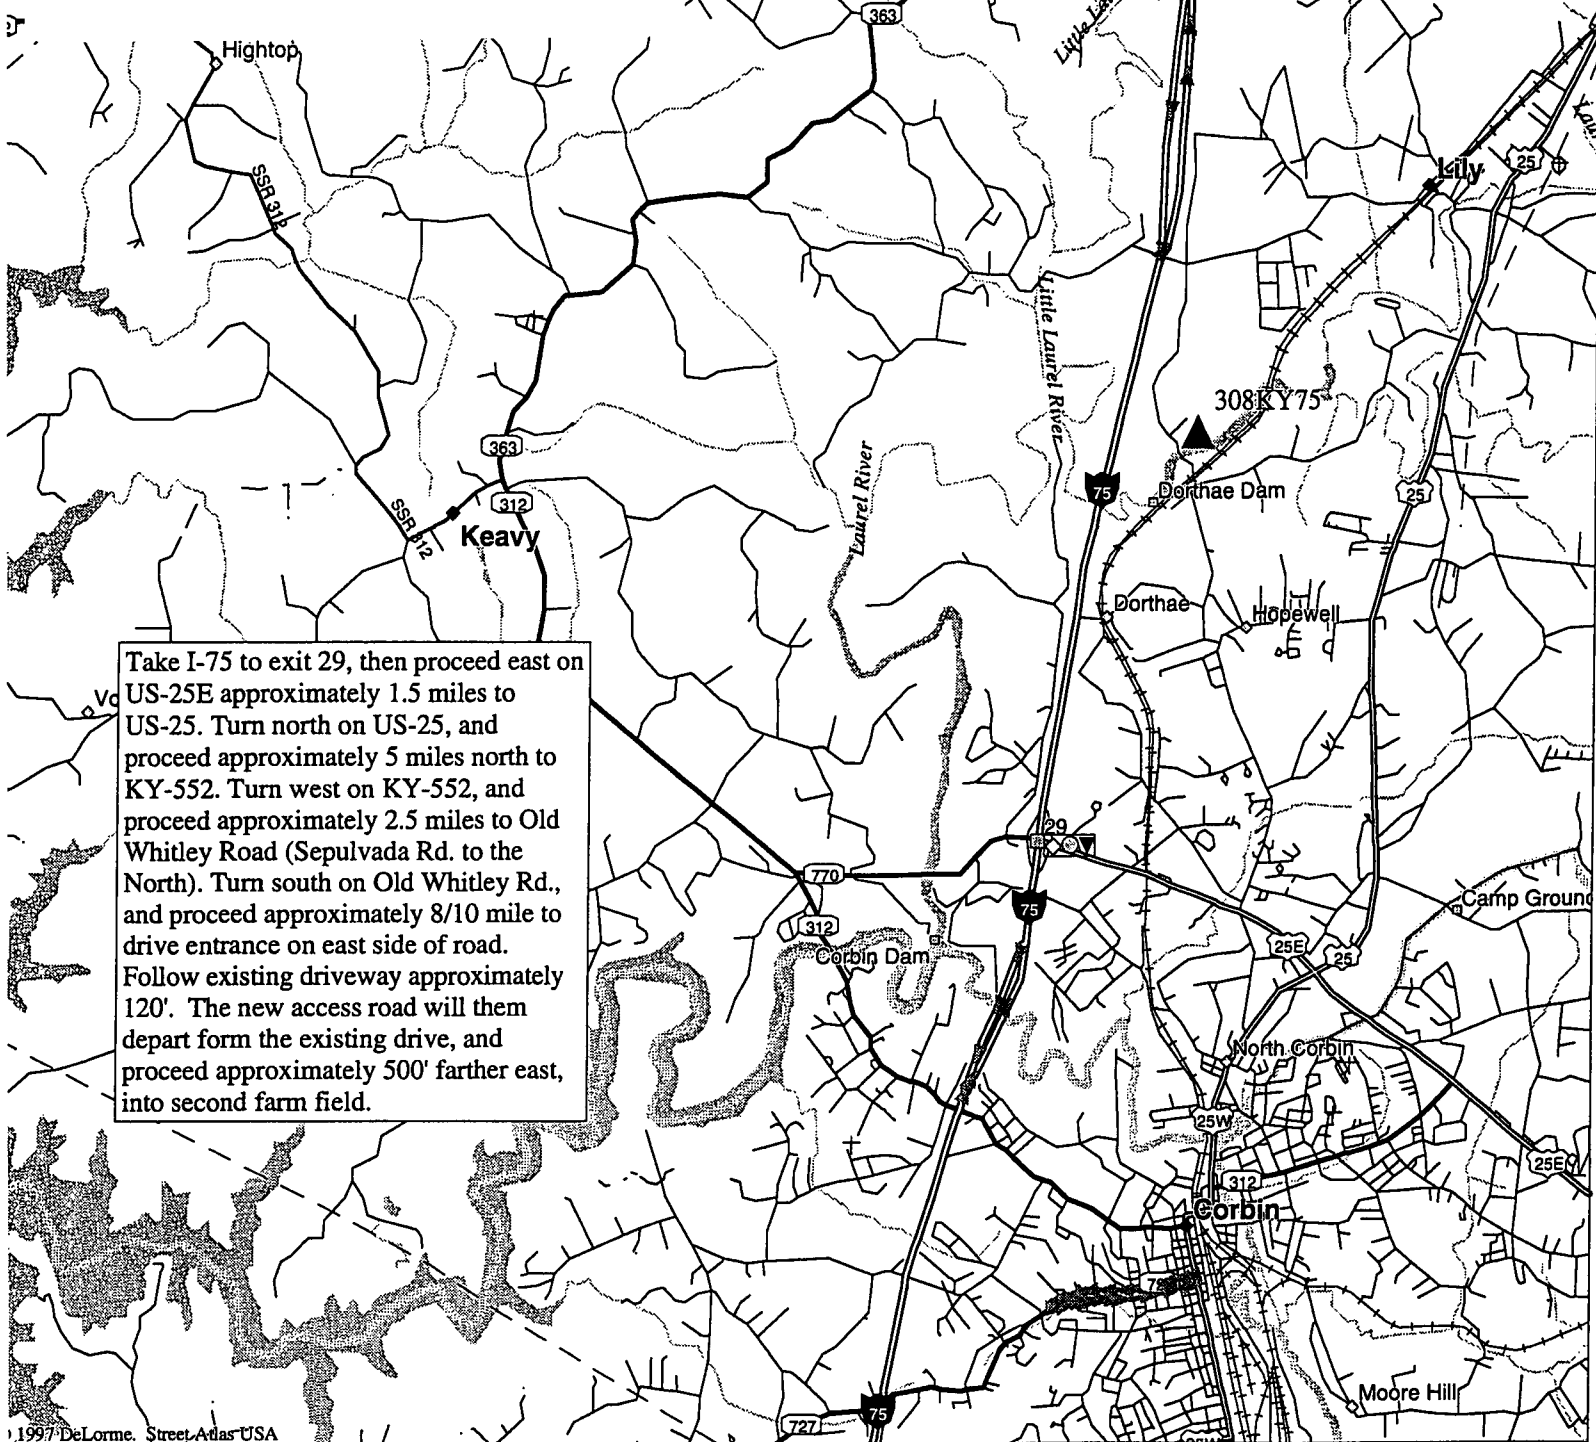 363
Little La
Hightop
Lily
25
SSR 312
Little Laurel River
308KY75
363
Laurel River
75
25
Dorthae Dam
312
SSR 312
Keavy
Dorthae
Hopewell
Take I-75 to exit 29, then proceed east on
US-25E approximately 1.5 miles to
US-25. Turn north on US-25, and
proceed approximately 5 miles north to
KY-552. Turn west on KY-552, and
proceed approximately 2.5 miles to Old
Whitley Road (Sepulvada Rd. to the
North). Turn south on Old Whitley Rd.,
and proceed approximately 8/10 mile to
drive entrance on east side of road.
Follow existing driveway approximately
120'. The new access road will them
depart form the existing drive, and
proceed approximately 500' farther east,
into second farm field.
Vo
29
770
75
Camp Ground
312
25E
25
Corbin Dam
North Corbin
25W
25E
312
Corbin
Moore Hill
75
727
1997 DeLorme. Street Atlas USA